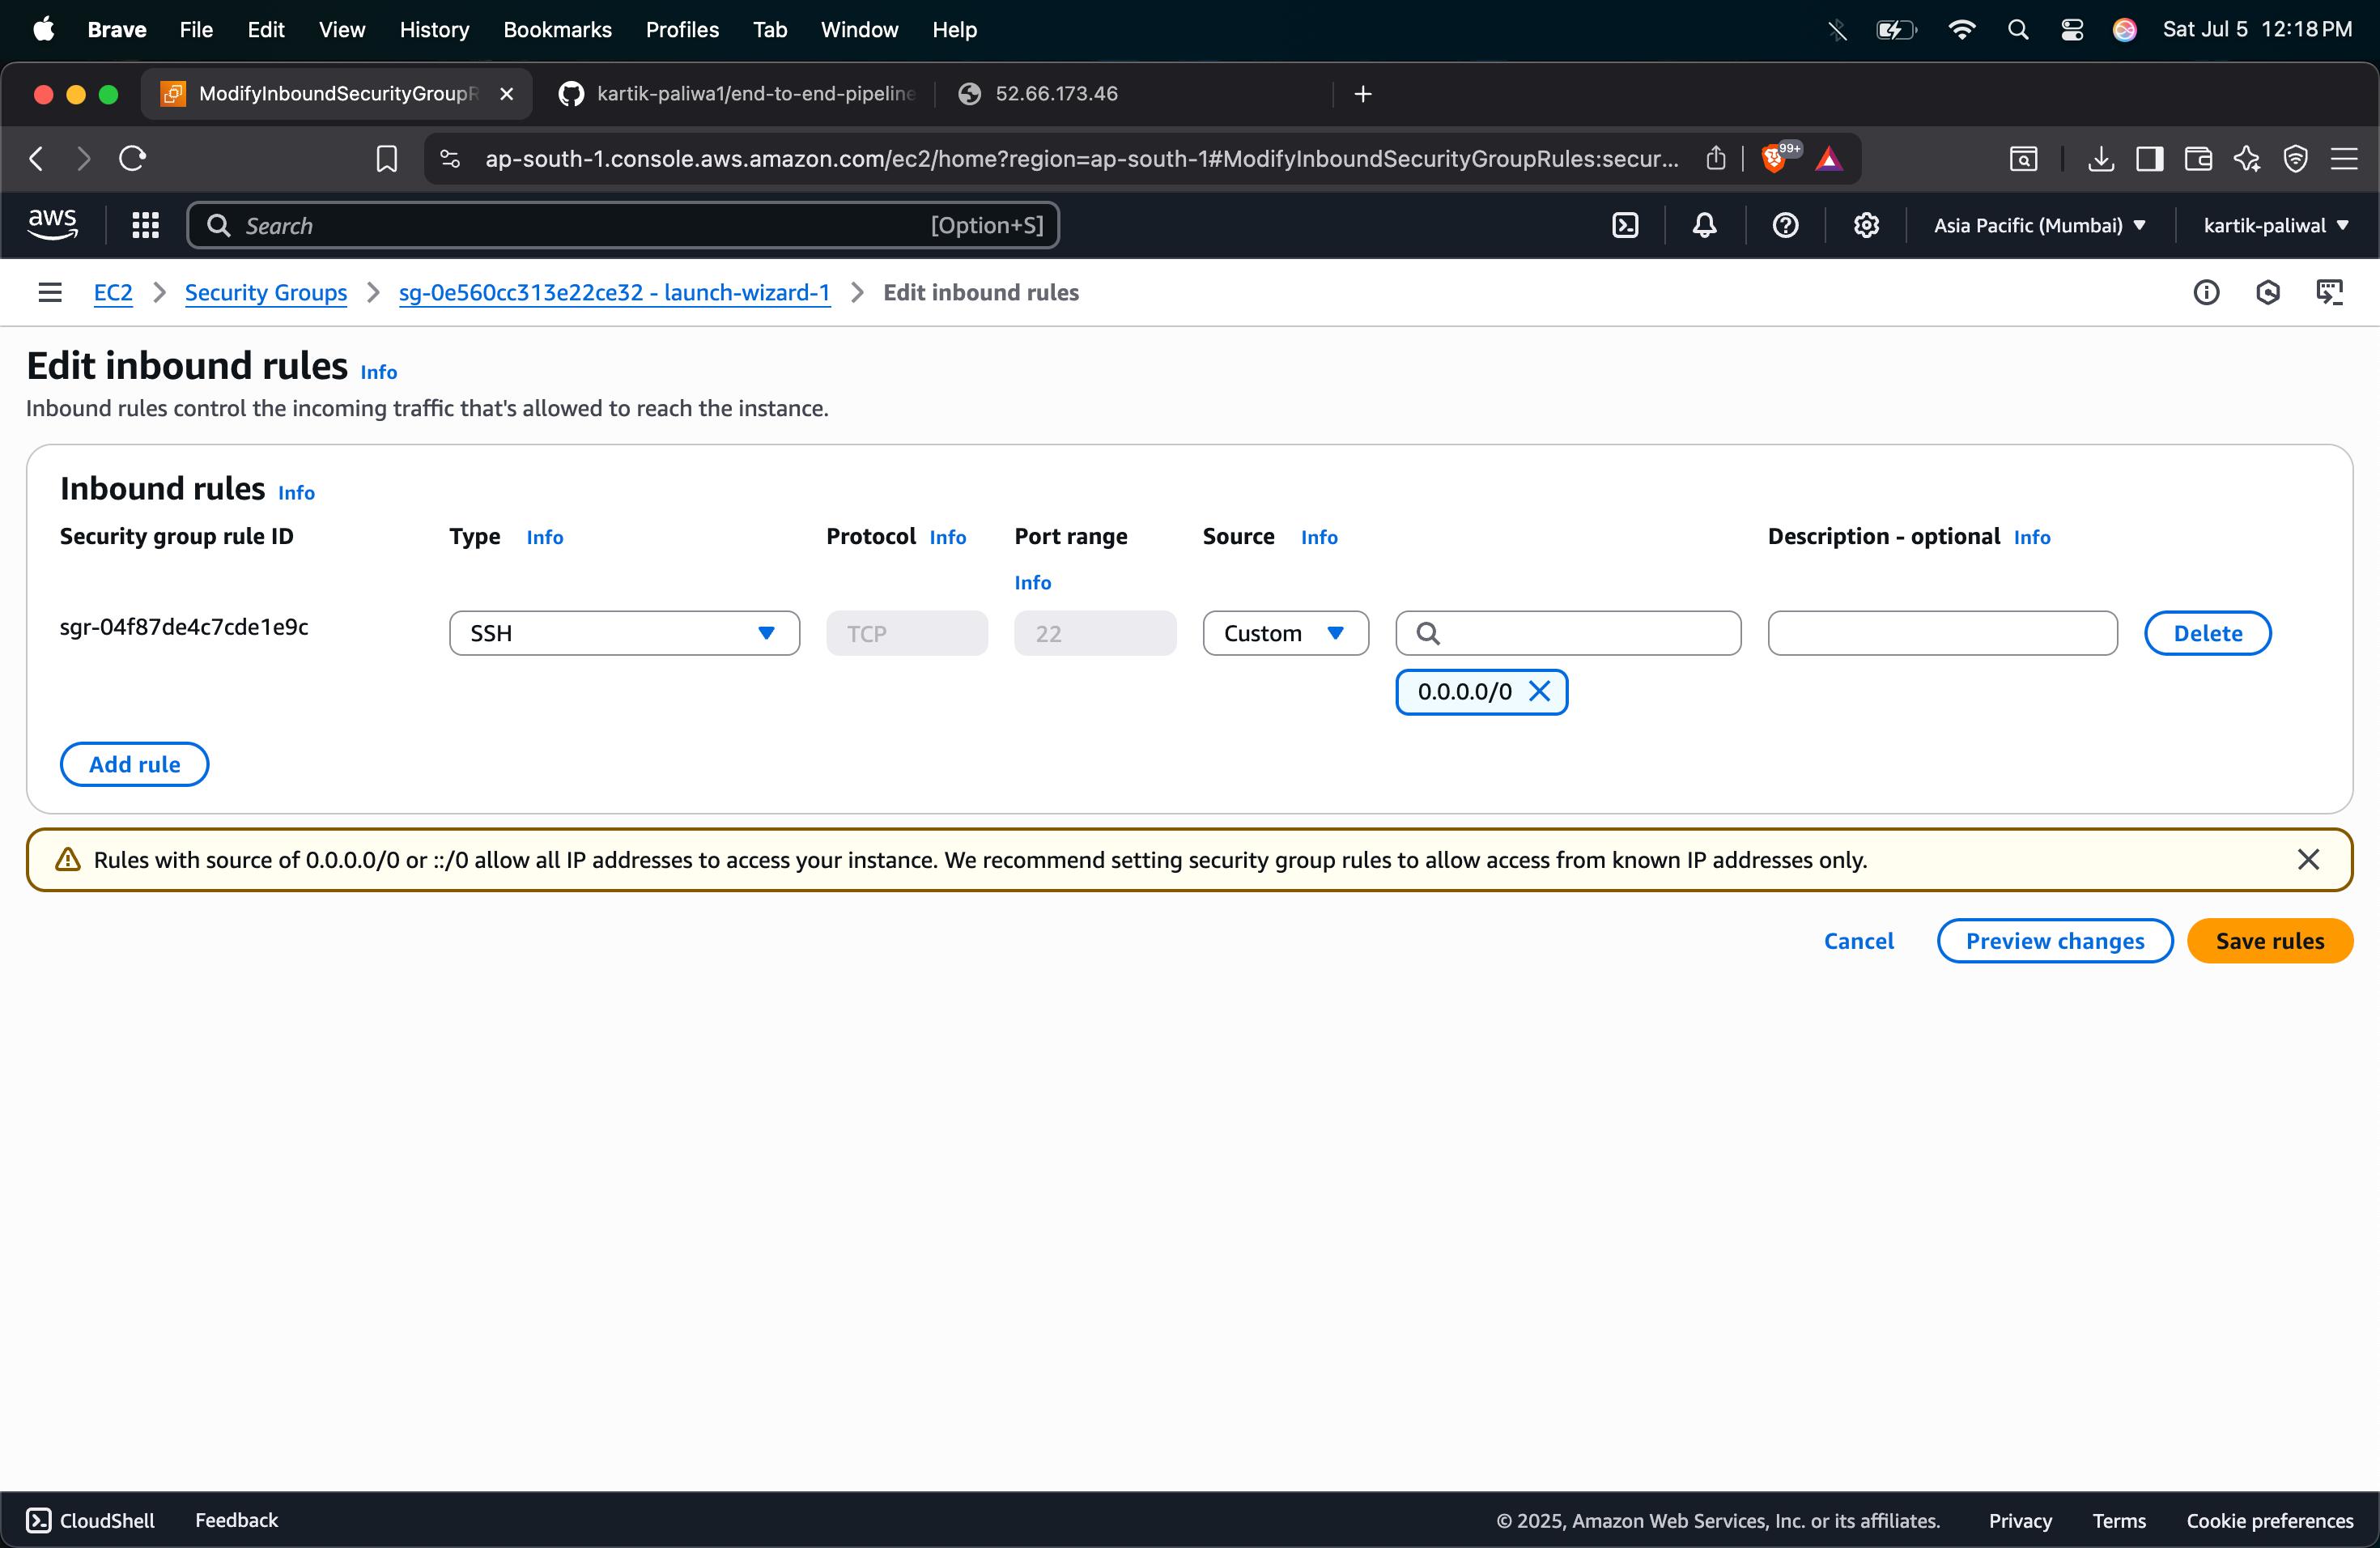 Brave File Edit View History Bookmarks Profiles Tab Window Help Sat Jul 5 12:18 PM
ModifyInboundSecurityGroupR kartik-paliwa1/end-to-end-pipeline 52.66.173.46
ap-south-1.console.aws.amazon.com/ec2/home?region=ap-south-1#ModifyInboundSecurityGroupRules:secur... 99+
aws Search [Option+S] Asia Pacific (Mumbai) kartik-paliwal
EC2 Security Groups sg-0e560cc313e22ce32 - launch-wizard-1 Edit inbound rules
Edit inbound rules Info
Inbound rules control the incoming traffic that's allowed to reach the instance.
Inbound rules Info
Security group rule ID Type Info Protocol Info Port range Source Info Description - optional Info
Info
sgr-04f87de4c7cde1e9c SSH TCP 22 Custom Delete
0.0.0.0/0
Add rule
Rules with source of 0.0.0.0/0 or ::/0 allow all IP addresses to access your instance. We recommend setting security group rules to allow access from known IP addresses only.
Cancel Preview changes Save rules
CloudShell Feedback © 2025, Amazon Web Services, Inc. or its affiliates. Privacy Terms Cookie preferences